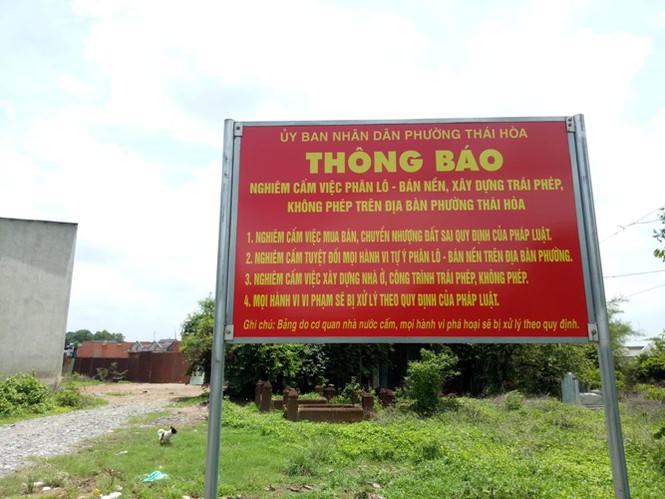 ỦY BAN NHÂN DÂN PHƯỜNG THÁI HÒA
THÔNG BÁO
NGHIÊM CẤM VIỆC PHÂN LÔ - BÁN NỀN, XÂY DỰNG TRÁI PHÉP,
KHÔNG PHÉP TRÊN ĐỊA BÀN PHƯỜNG THÁI HÒA
1. NGHIÊM CẤM VIỆC MUA BÁN, CHUYỂN NHƯỢNG ĐẤT SAI QUY ĐỊNH CỦA PHÁP LUẬT.
2. NGHIÊM CẤM TUYỆT ĐỐI MỌI HÀNH VI TỰ Ý PHÂN LÔ - BÁN NỀN TRÊN ĐỊA BÀN PHƯỜNG.
3. NGHIÊM CẤM VIỆC XÂY DỰNG NHÀ Ở, CÔNG TRÌNH TRÁI PHÉP, KHÔNG PHÉP.
4. MỌI HÀNH VI VI PHẠM SẼ BỊ XỬ LÝ THEO QUY ĐỊNH CỦA PHÁP LUẬT.
Ghi chú: Bảng do cơ quan nhà nước cắm, mọi hành vi phá hoại sẽ bị xử lý theo quy định.